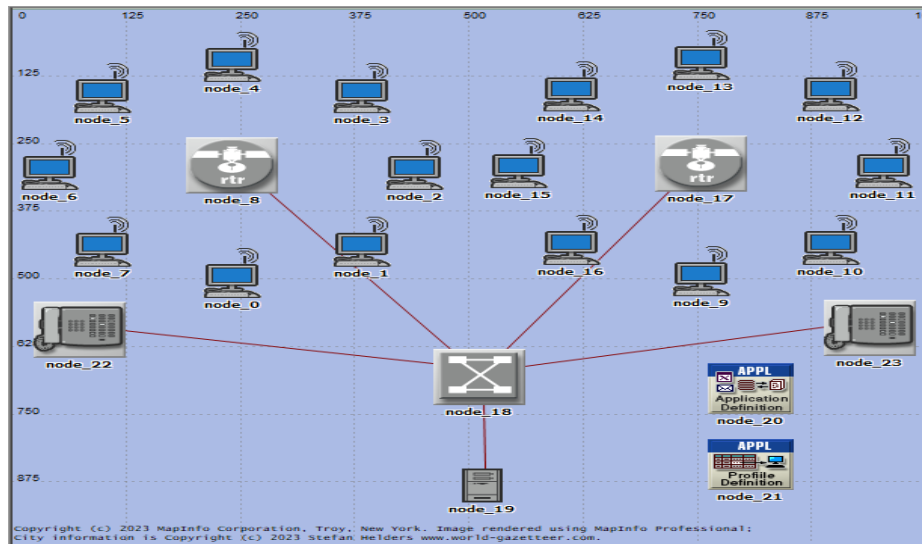 0 125 250 375 500 625 750 875
125
250
375
500
750
875
node_4
node_13
node_5
node_3
node_14
node_12
rtr
node_8
rtr
node_17
node_6
node_2
node_15
node_11
node_7
node_1
node_16
node_10
node_0
node_9
node_22
node_23
node_18
APPL
Application
Definition
node_20
APPL
Profiile
Definition
node_21
node_19
Copyright (c) 2023 MapInfo Corporation, Troy, New York. Image rendered using MapInfo Professional;
City information is Copyright (c) 2023 Stefan Helders www.world-gazetteer.com.